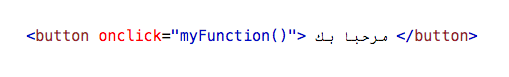 <button onclick="myFunction()"> مرحبا بك </button>